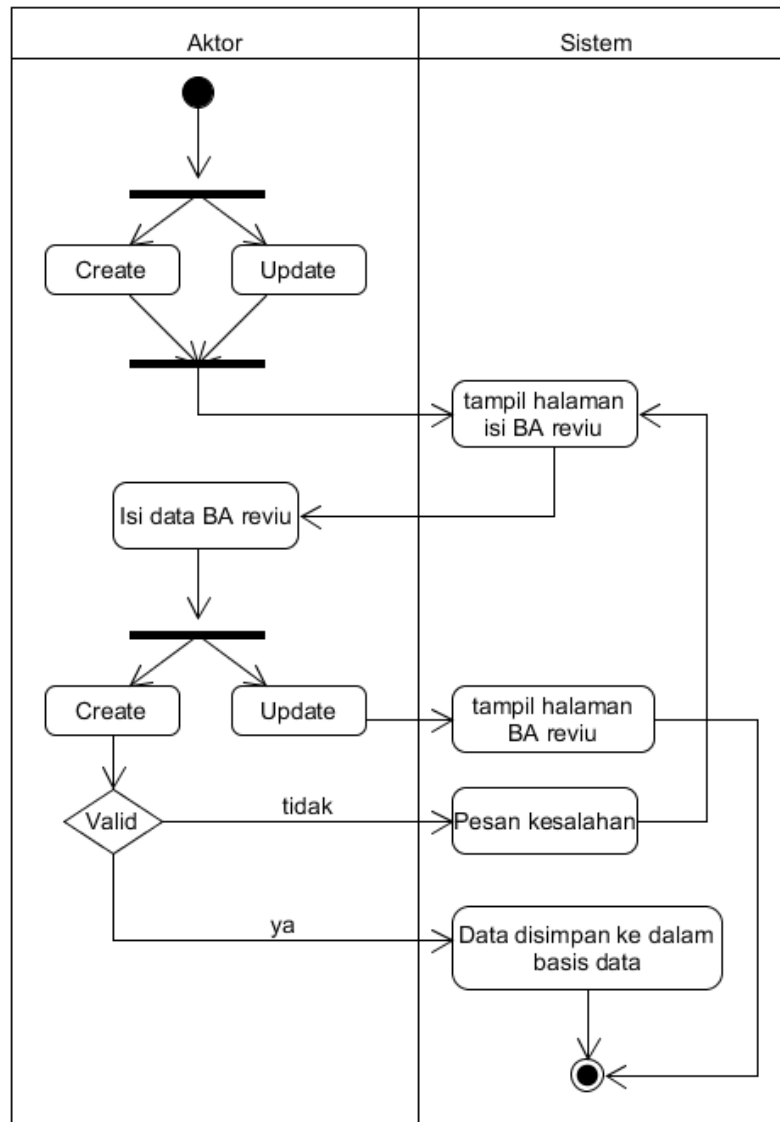 Aktor
Sistem
Create
Update
tampil halaman
isi BA reviu
Isi data BA reviu
Create
Update
tampil halaman
BA reviu
Valid
tidak
Pesan kesalahan
ya
Data disimpan ke dalam
basis data